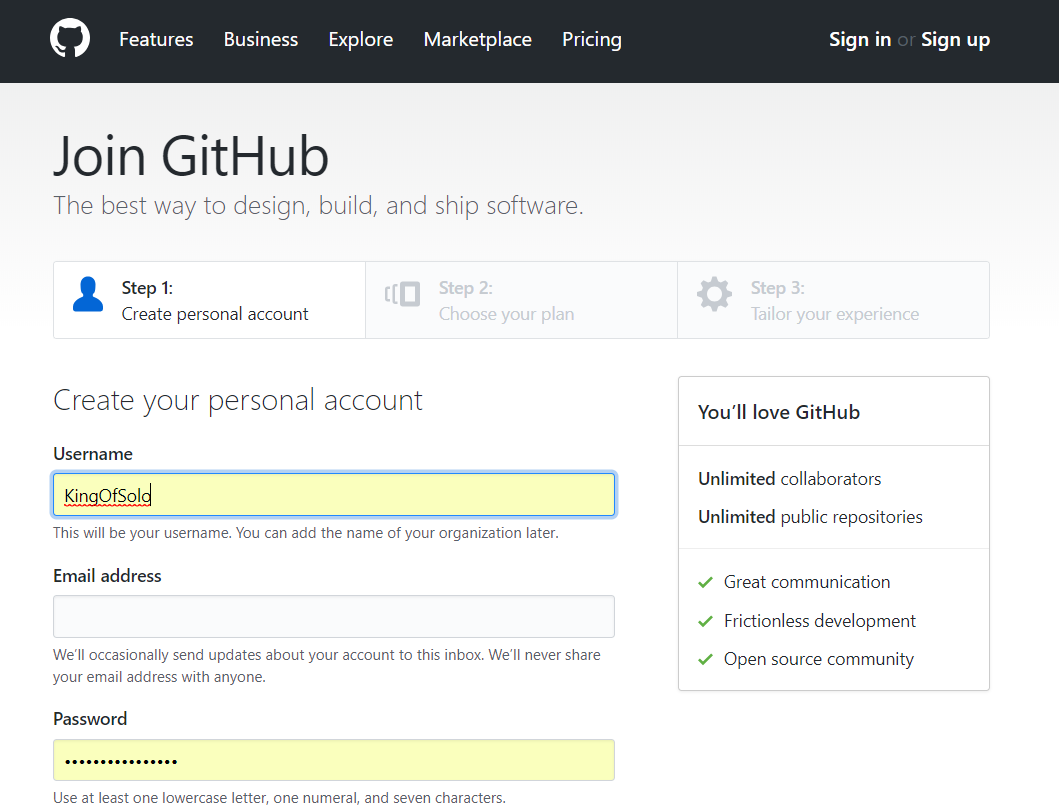 Features Business Explore Marketplace Pricing Sign in or Sign up
Join GitHub
The best way to design, build, and ship software.
Step 1:
Create personal account
Step 2:
Choose your plan
Step 3:
Tailor your experience
Create your personal account
Username
KingOfSolo
This will be your username. You can add the name of your organization later.
Email address
We’ll occasionally send updates about your account to this inbox. We’ll never share
your email address with anyone.
Password
••••••••••••••••
Use at least one lowercase letter, one numeral, and seven characters.
You’ll love GitHub
Unlimited collaborators
Unlimited public repositories
Great communication
Frictionless development
Open source community